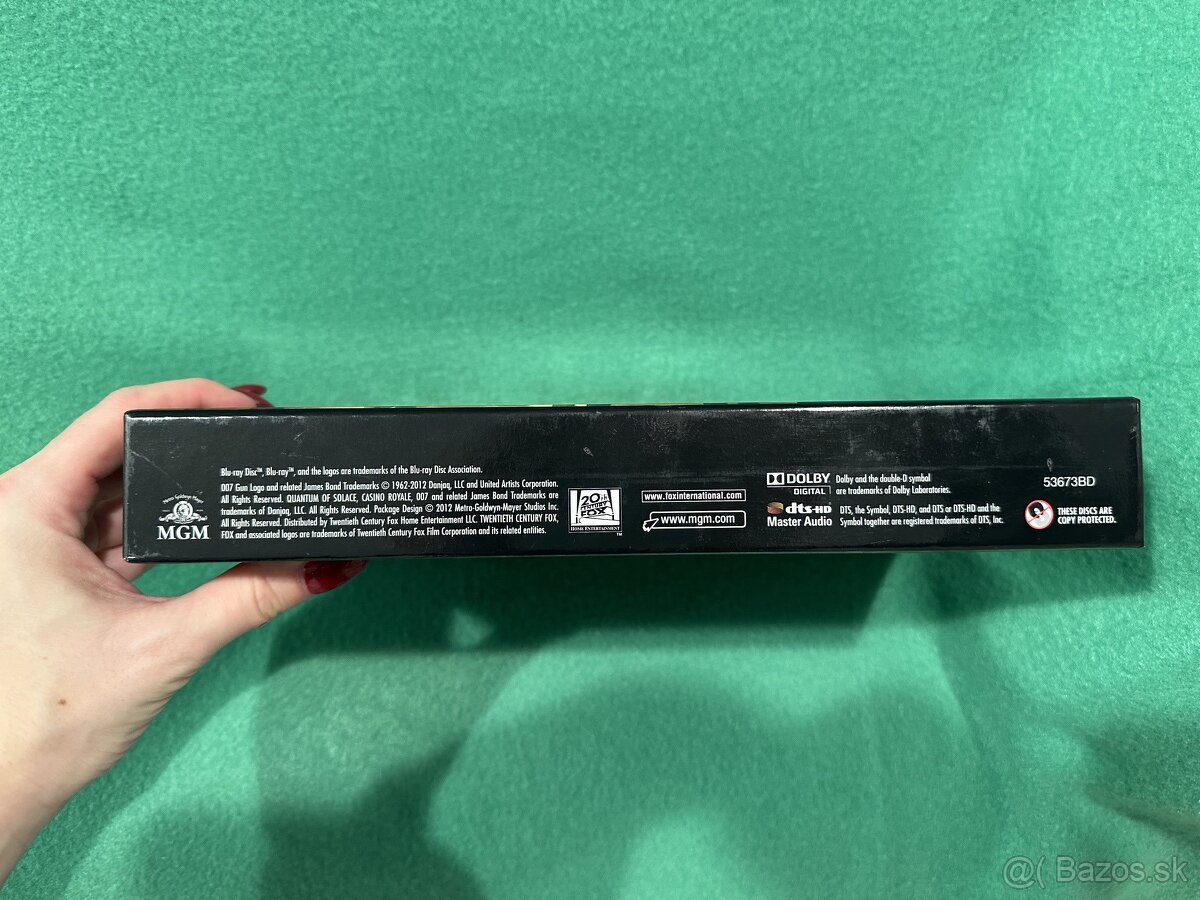 Blu-ray Disc™, Blu-ray™, and the logos are trademarks of the Blu-ray Disc Association.
007 Gun Logo and related James Bond Trademarks © 1962-2012 Danjaq, LLC and United Artists Corporation.
All Rights Reserved. QUANTUM OF SOLACE, CASINO ROYALE, 007 and related James Bond Trademarks are
trademarks of Danjaq, LLC. All Rights Reserved. Package Design © 2012 Metro-Goldwyn-Mayer Studios Inc.
All Rights Reserved. Distributed by Twentieth Century Fox Home Entertainment LLC. TWENTIETH CENTURY FOX,
FOX and associated logos are trademarks of Twentieth Century Fox Film Corporation and its related entities.
Metro Goldwyn Mayer
MGM
20th
CENTURY
FOX
HOME ENTERTAINMENT
™
www.foxinternational.com
www.mgm.com
DOLBY
DIGITAL
Dolby and the double-D symbol
are trademarks of Dolby Laboratories.
dts-HD
Master Audio
DTS, the Symbol, DTS-HD, and DTS or DTS-HD and the
Symbol together are registered trademarks of DTS, Inc.
53673BD
THESE DISCS ARE
COPY PROTECTED.
@( Bazos.sk